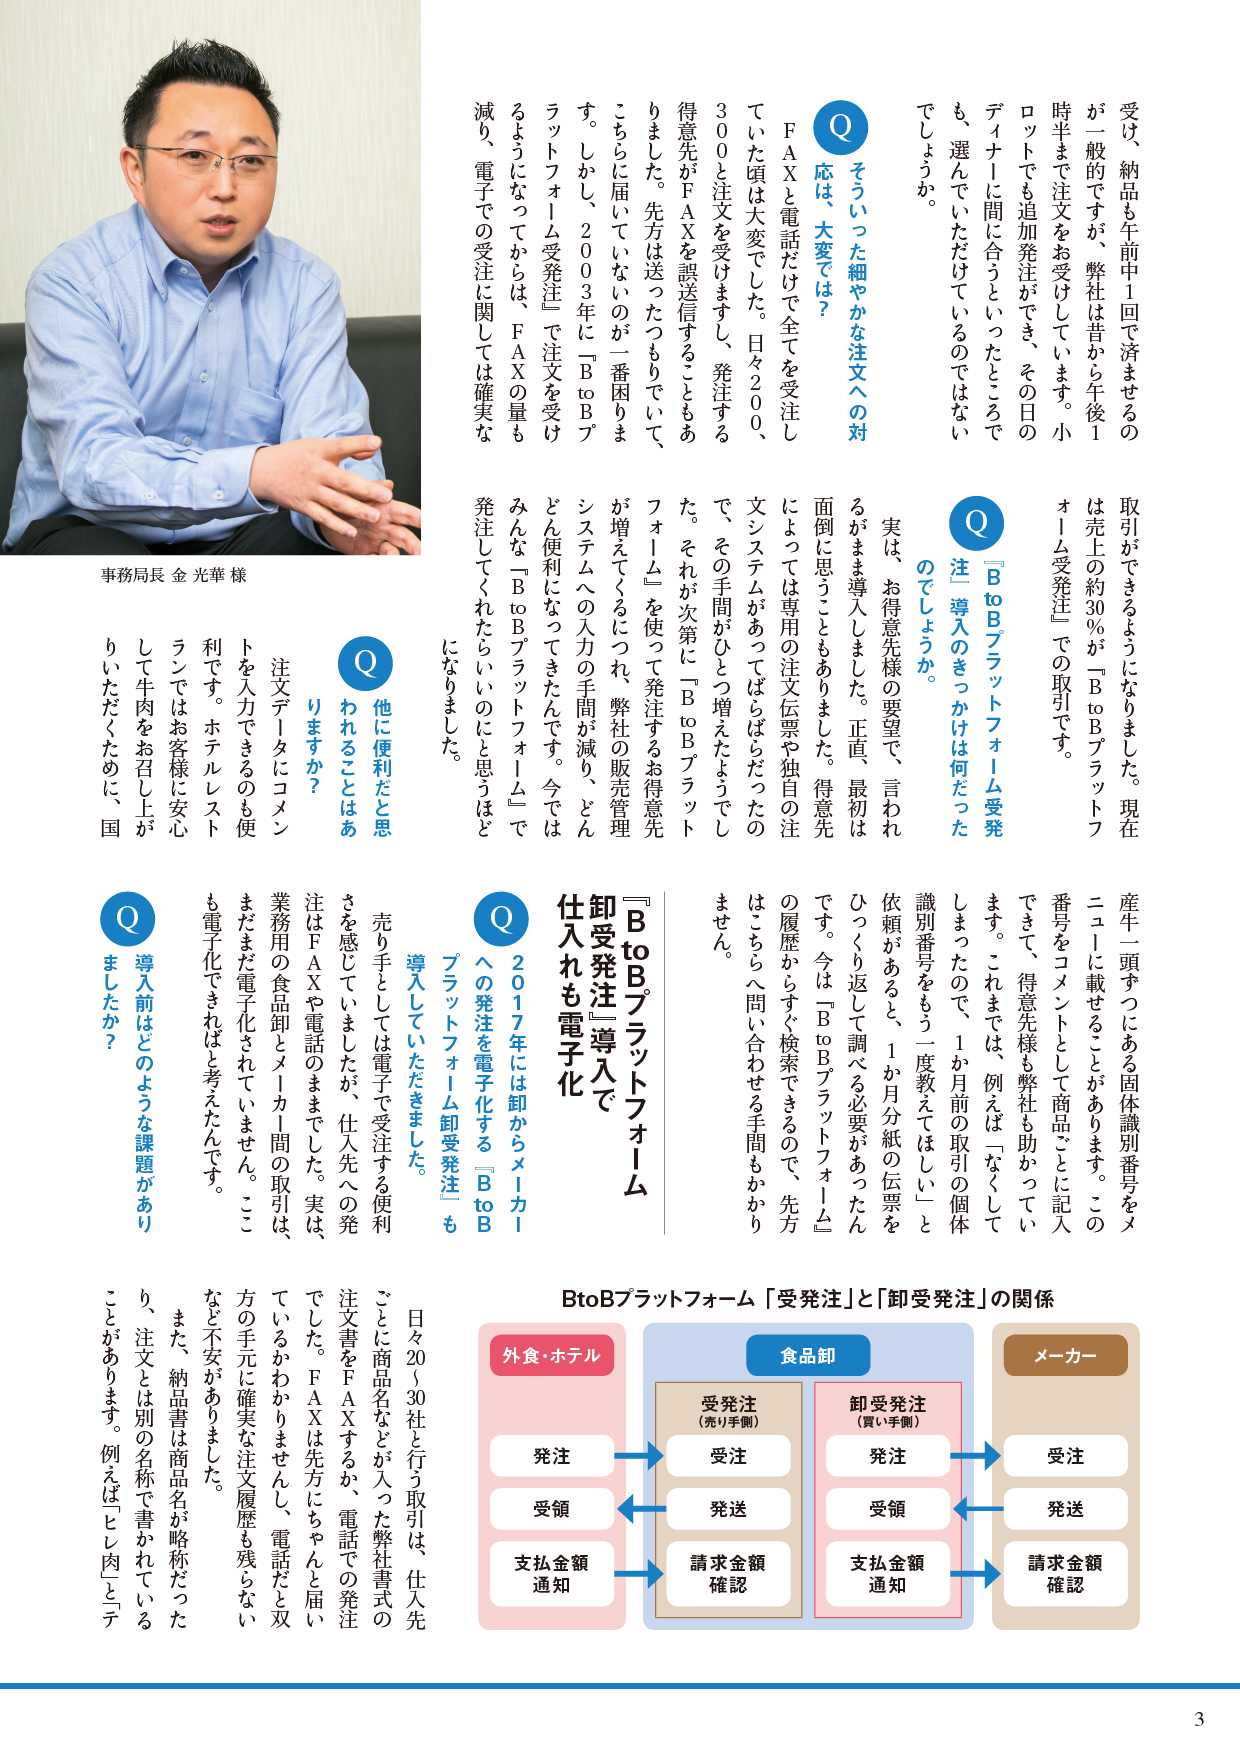 受け、納品も午前中1回で済ませるの
が一般的ですが、弊社は昔から午後1
時半まで注文をお受けしています。小
ロットでも追加発注ができ、その日の
ディナーに間に合うといったところで
も、選んでいただけているのではない
でしょうか。
Q
そういった細やかな注文への対
応は、大変では？
FAXと電話だけで全てを受注し
ていた頃は大変でした。日々200、
300と注文を受けますし、発注する
得意先がFAXを誤送信することもあ
りました。先方は送ったつもりでいて、
こちらに届いていないのが一番困りま
す。しかし、2003年に『BtoBプ
ラットフォーム受発注』で注文を受け
るようになってからは、FAXの量も
減り、電子での受注に関しては確実な
取引ができるようになりました。現在
は売上の約30％が『BtoBプラットフ
ォーム受発注』での取引です。
Q
『BtoBプラットフォーム受発
注』導入のきっかけは何だった
のでしょうか。
実は、お得意先様の要望で、言われ
るがまま導入しました。正直、最初は
面倒に思うこともありました。得意先
によっては専用の注文伝票や独自の注
文システムがあってばらばらだったの
で、その手間がひとつ増えたようでし
た。それが次第に『BtoBプラット
フォーム』を使って発注するお得意先
が増えてくるにつれ、弊社の販売管理
システムへの入力の手間が減り、どん
どん便利になってきたんです。今では
みんな『BtoBプラットフォーム』で
発注してくれたらいいのにと思うほど
になりました。
事務局長 金 光華 様
Q
他に便利だと思
われることはあ
りますか？
注文データにコメン
トを入力できるのも便
利です。ホテルレスト
ランではお客様に安心
して牛肉をお召し上が
りいただくために、国
産牛一頭ずつにある固体識別番号をメ
ニューに載せることがあります。この
番号をコメントとして商品ごとに記入
できて、得意先様も弊社も助かってい
ます。これまでは、例えば「なくして
しまったので、1か月前の取引の個体
識別番号をもう一度教えてほしい」と
依頼があると、1か月分紙の伝票を
ひっくり返して調べる必要があったん
です。今は『BtoBプラットフォーム』
の履歴からすぐ検索できるので、先方
はこちらへ問い合わせる手間もかかり
ません。
『BtoBプラットフォーム
卸受発注』導入で
仕入れも電子化
Q
2017年には卸からメーカー
への発注を電子化する『BtoB
プラットフォーム卸受発注』も
導入していただきました。
売り手としては電子で受注する便利
さを感じていましたが、仕入先への発
注はFAXや電話のままでした。実は、
業務用の食品卸とメーカー間の取引は、
まだまだ電子化されていません。ここ
も電子化できればと考えたんです。
Q
導入前はどのような課題があり
ましたか？
日々20～30社と行う取引は、仕入先
ごとに商品名などが入った弊社書式の
注文書をFAXするか、電話での発注
でした。FAXは先方にちゃんと届い
ているかわかりませんし、電話だと双
方の手元に確実な注文履歴も残らない
など不安がありました。
また、納品書は商品名が略称だった
り、注文とは別の名称で書かれている
ことがあります。例えば「ヒレ肉」と「テ
BtoBプラットフォーム「受発注」と「卸受発注」の関係
外食・ホテル
発注
受領
支払金額
通知
食品卸
受発注
（売り手側）
受注
発送
請求金額
確認
卸受発注
（買い手側）
発注
受領
支払金額
通知
メーカー
受注
発送
請求金額
確認
3